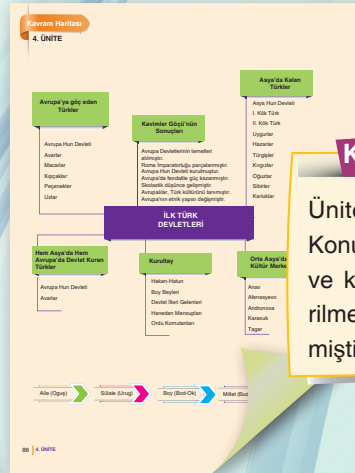 Kavram Haritası
4. ÜNİTE
Avrupa'ya göç eden
Türkler
Avrupa Hun Devleti
Avarlar
Macarlar
Kıpçaklar
Peçenekler
Uzlar
Kavimler Göçü'nün
Sonuçları
Avrupa Devletlerinin temelleri
atılmıştır.
Roma İmparatorluğu parçalanmıştır.
Avrupa Hun Devleti kurulmuştur.
Avrupa'da feodalite güç kazanmıştır.
Skolastik düşünce gelişmiştir.
Avrupalılar, Türk kültürünü tanımıştır.
Avrupa'nın etnik yapısı değişmiştir.
Asya'da Kalan
Türkler
Asya Hun Devleti
I. Kök Türk
II. Kök Türk
Uygurlar
Hazarlar
Türgişler
Kırgızlar
Oğuzlar
Sibirler
Karluklar
İLK TÜRK
DEVLETLERİ
Hem Asya'da Hem
Avrupa'da Devlet Kuran
Türkler
Avrupa Hun Devleti
Avarlar
Kurultay
Hakan-Hatun
Boy Beyleri
Devlet İleri Gelenleri
Hanedan Mensupları
Ordu Komutanları
Orta Asya'da
Kültür Merke
Anav
Afenesyevo
Andronova
Karasuk
Tagar
Aile (Oguş)
Sülale (Urug)
Boy (Bod-Ok)
Millet (Bud
86 4. ÜNİTE
K
Ünite
Konu
ve k
rilme
mişti